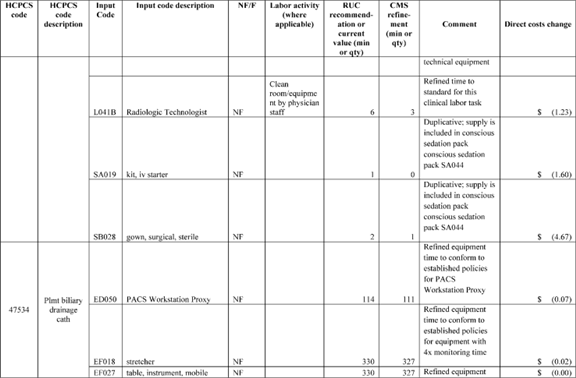 HCPCS code | HCPCS code description | Input Code | Input code description | NF/F | Labor activity (where applicable) | RUC recommend-ation or current value (min or qty) | CMS refine-ment (min or qty) | Comment | Direct costs change
technical equipment
L041B | Radiologic Technologist | NF | Clean room/equipme nt by physician staff | 6 | 3 | Refined time to standard for this clinical labor task | $ (1.23)
SA019 | kit, iv starter | NF | 1 | 0 | Duplicative; supply is included in conscious sedation pack conscious sedation pack SA044 | $ (1.60)
SB028 | gown, surgical, sterile | NF | 2 | 1 | Duplicative; supply is included in conscious sedation pack conscious sedation pack SA044 | $ (4.67)
47534 | Plmt biliary drainage cath | ED050 | PACS Workstation Proxy | NF | 114 | 111 | Refined equipment time to conform to established policies for PACS Workstation Proxy | $ (0.07)
EF018 | stretcher | NF | 330 | 327 | Refined equipment time to conform to established policies for equipment with 4x monitoring time | $ (0.02)
EF027 | table, instrument, mobile | NF | 330 | 327 | Refined equipment | $ (0.00)